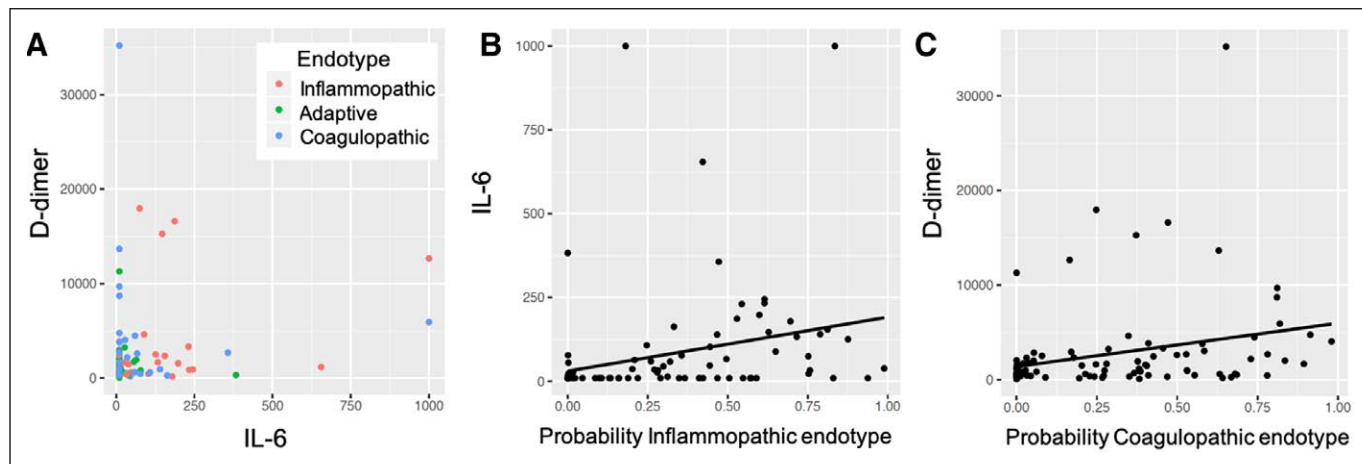 A
D-dimer
30000
20000
10000
0
Endotype
Inflammopathic
Adaptive
Coagulopathic
0
250
500
750
1000
IL-6
B
IL-6
1000
750
500
250
0
0.00
0.25
0.50
0.75
1.00
Probability Inflammopathic endotype
C
D-dimer
30000
20000
10000
0
0.00
0.25
0.50
0.75
1.00
Probability Coagulopathic endotype